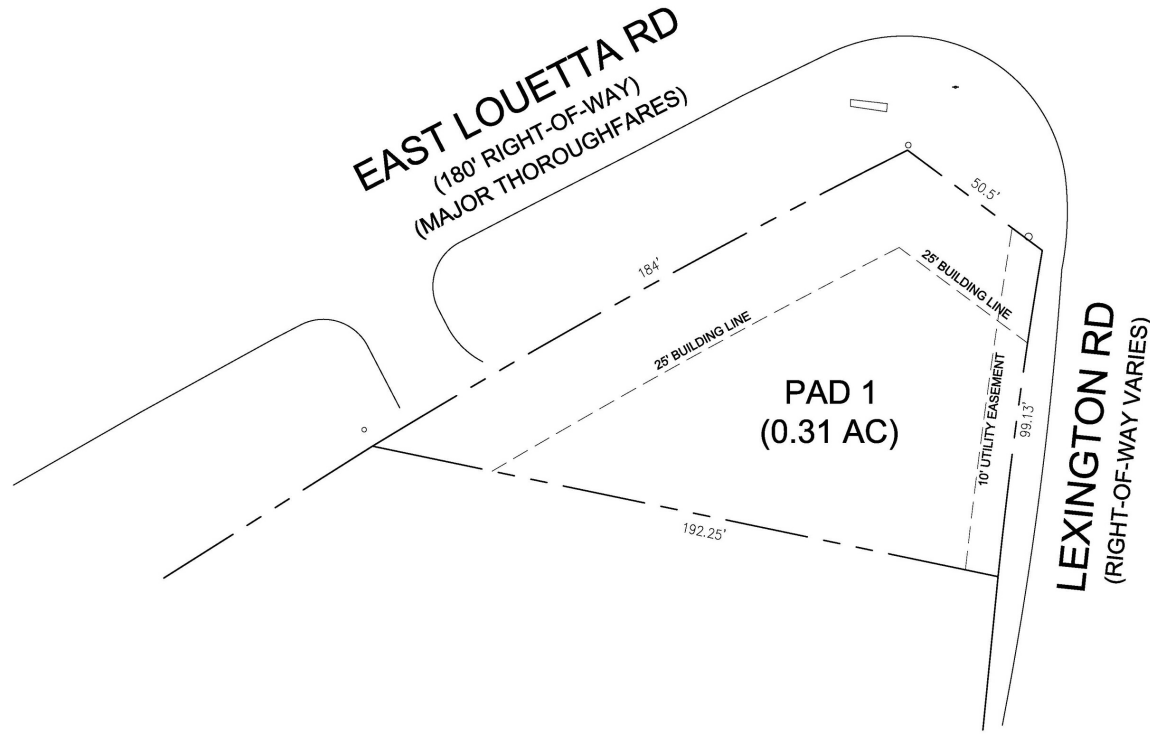 EAST LOUETTA RD
(180' RIGHT-OF-WAY)
(MAJOR THOROUGHFARES)
50.5'
184'
25' BUILDING LINE
25' BUILDING LINE
PAD 1
(0.31 AC)
10' UTILITY EASEMENT
99.13'
LEXINGTON RD
(RIGHT-OF-WAY VARIES)
192.25'